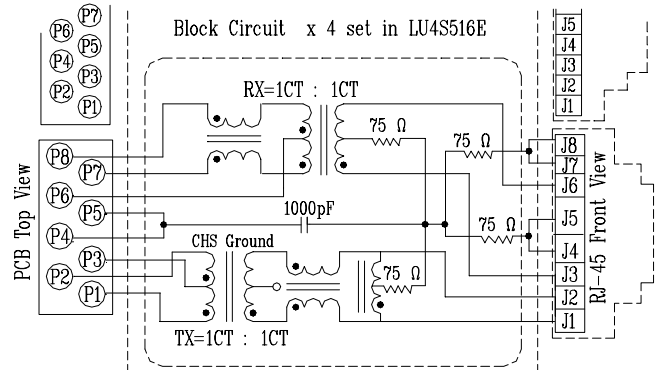 Block Circuit x 4 set in LU4S516E
P7
P6
P5
P4
P3
P2
P1
J5
J4
J3
J2
J1
RX=1CT : 1CT
75 Ω
75 Ω
PCB Top View
P8
P7
P6
P5
P4
P3
P2
P1
1000pF
CHS Ground
75 Ω
75 Ω
TX=1CT : 1CT
J8
J7
J6
J5
J4
J3
J2
J1
RJ-45 Front View